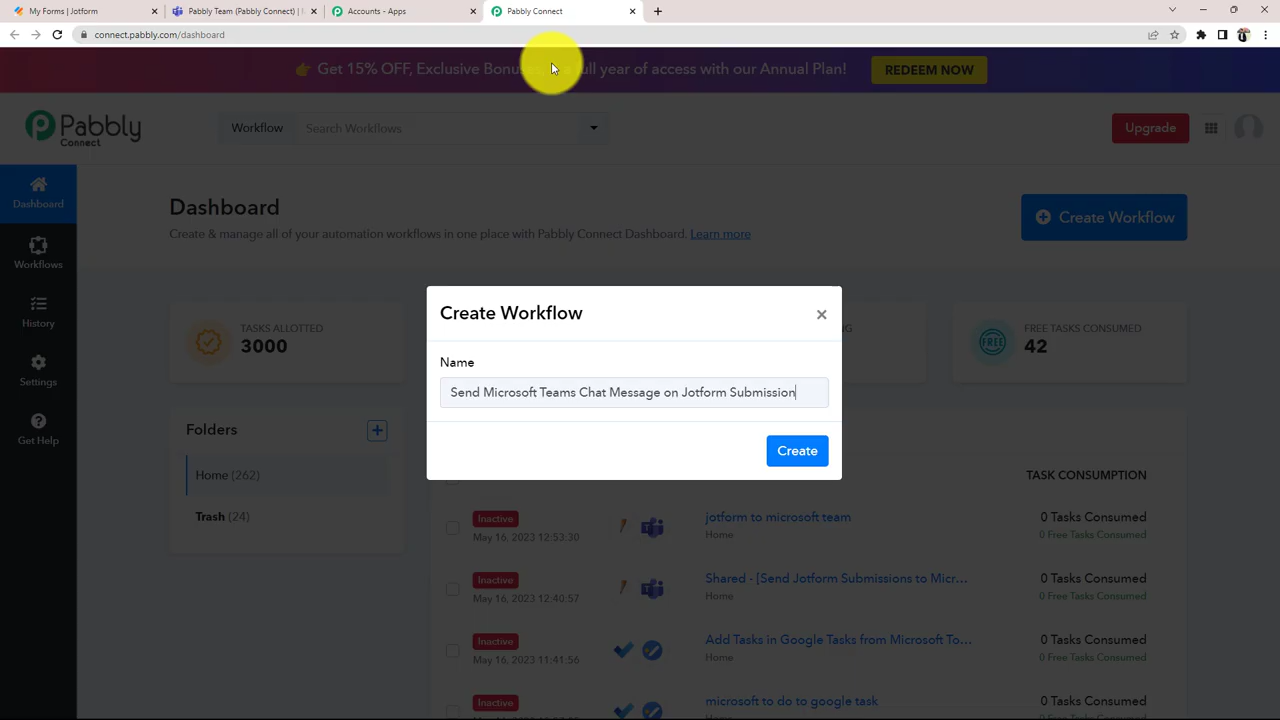 My Forms | Jotform
Pabbly Team (Pabbly Connect) |
Accounts - Apps
Pabbly Connect
connect.pabbly.com/dashboard
Get 15% OFF, Exclusive Bonus full year of access with our Annual Plan!
REDEEM NOW
Pabbly
Connect
Workflow
Search Workflows
Upgrade
Dashboard
Workflows
History
Settings
Get Help
Dashboard
Create & manage all of your automation workflows in one place with Pabbly Connect Dashboard. Learn more
Create Workflow
TASKS ALLOTTED
3000
NG
FREE TASKS CONSUMED
42
FREE
Create Workflow
Name
Send Microsoft Teams Chat Message on Jotform Submission
Create
Folders
Home (262)
Trash (24)
TASK CONSUMPTION
Inactive
May 16, 2023 12:53:30
jotform to microsoft team
Home
0 Tasks Consumed
0 Free Tasks Consumed
Inactive
May 16, 2023 12:40:57
Shared - [Send Jotform Submissions to Micr...
Home
0 Tasks Consumed
0 Free Tasks Consumed
Inactive
May 16, 2023 11:41:56
Add Tasks in Google Tasks from Microsoft To...
Home
0 Tasks Consumed
0 Free Tasks Consumed
Inactive
microsoft to do to google task
0 Tasks Consumed